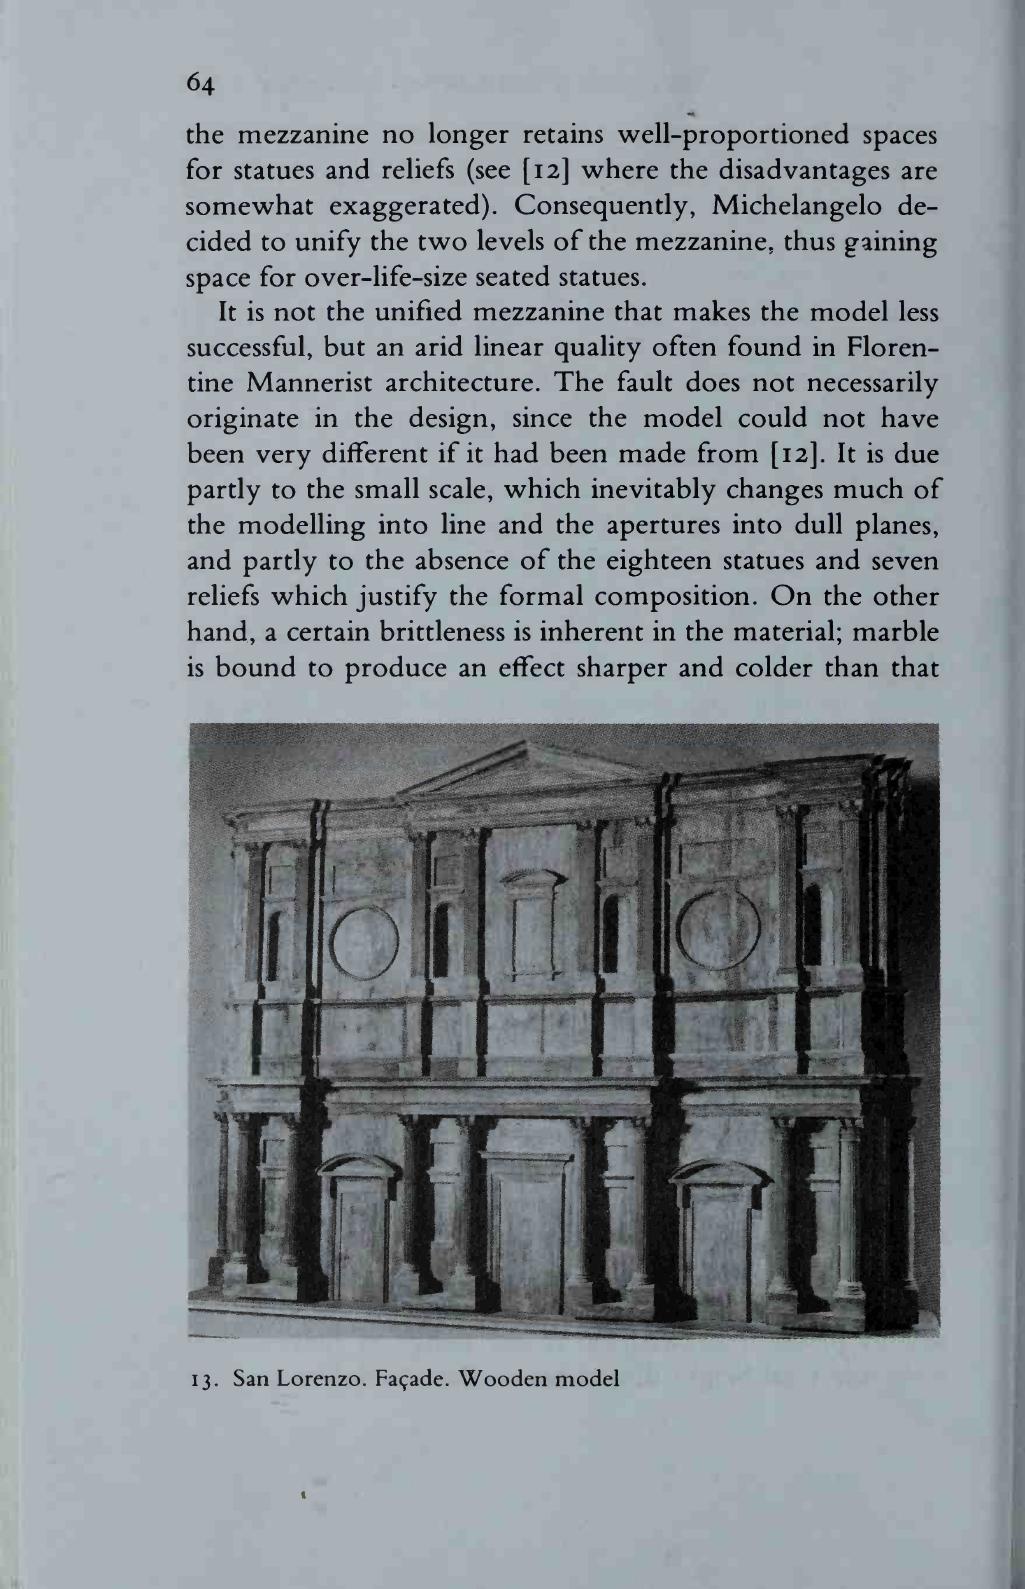 64
the mezzanine no longer retains well-proportioned spaces
for statues and reliefs (see [12] where the disadvantages are
somewhat exaggerated). Consequently, Michelangelo de-
cided to unify the two levels of the mezzanine, thus gaining
space for over-life-size seated statues.
It is not the unified mezzanine that makes the model less
successful, but an arid linear quality often found in Floren-
tine Mannerist architecture. The fault does not necessarily
originate in the design, since the model could not have
been very different if it had been made from [12]. It is due
partly to the small scale, which inevitably changes much of
the modelling into line and the apertures into dull planes,
and partly to the absence of the eighteen statues and seven
reliefs which justify the formal composition. On the other
hand, a certain brittleness is inherent in the material; marble
is bound to produce an effect sharper and colder than that
13. San Lorenzo. Façade. Wooden model